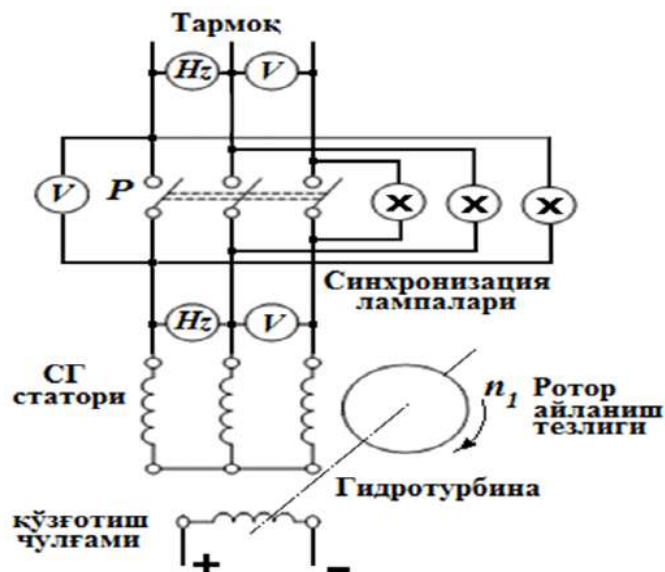 Тармоқ
Hz V
V P
X X X
Синхронизация
лампалари
Hz V
СГ
статори
n₁ Ротор
айланиш
тезлиги
Гидротурбина
қўзғотиш
чулғами
+ −